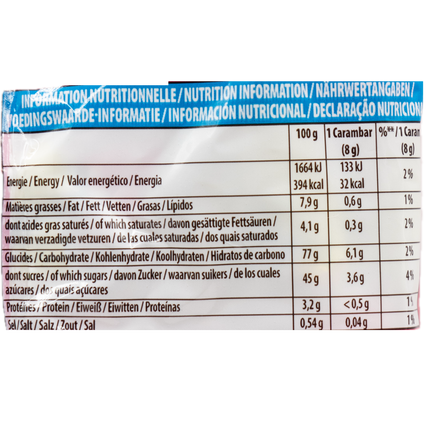 INFORMATION NUTRITIONNELLE / NUTRITION INFORMATION / NÄHRWERTANGABEN /
VOEDINGSWAARDE-INFORMATIE / INFORMACIÓN NUTRICIONAL / DECLARAÇÃO NUTRICION
100 g 1 Carambar (8 g) %** / 1 Caram (8 g)
Énergie / Energy / Valor energético / Energia 1664 kJ 133 kJ 2%
394 kcal 32 kcal
Matières grasses / Fat / Fett / Vetten / Grasas / Lípidos 7,9 g 0,6 g 1%
dont acides gras saturés / of which saturates / davon gesättigte Fettsäuren /
waarvan verzadigde vetzuren / de las cuales saturadas / dos quais saturados 4,1 g 0,3 g 2%
Glucides / Carbohydrate / Kohlenhydrate / Koolhydraten / Hidratos de carbono 77 g 6,1 g 2%
dont sucres / of which sugars / davon Zucker / waarvan suikers / de los cuales
azúcares / dos quais açúcares 45 g 3,6 g 4%
Protéines / Protein / Eiweiß / Eiwitten / Proteínas 3,2 g <0,5 g 1%
Sel / Salt / Salz / Zout / Sal 0,54 g 0,04 g 1%